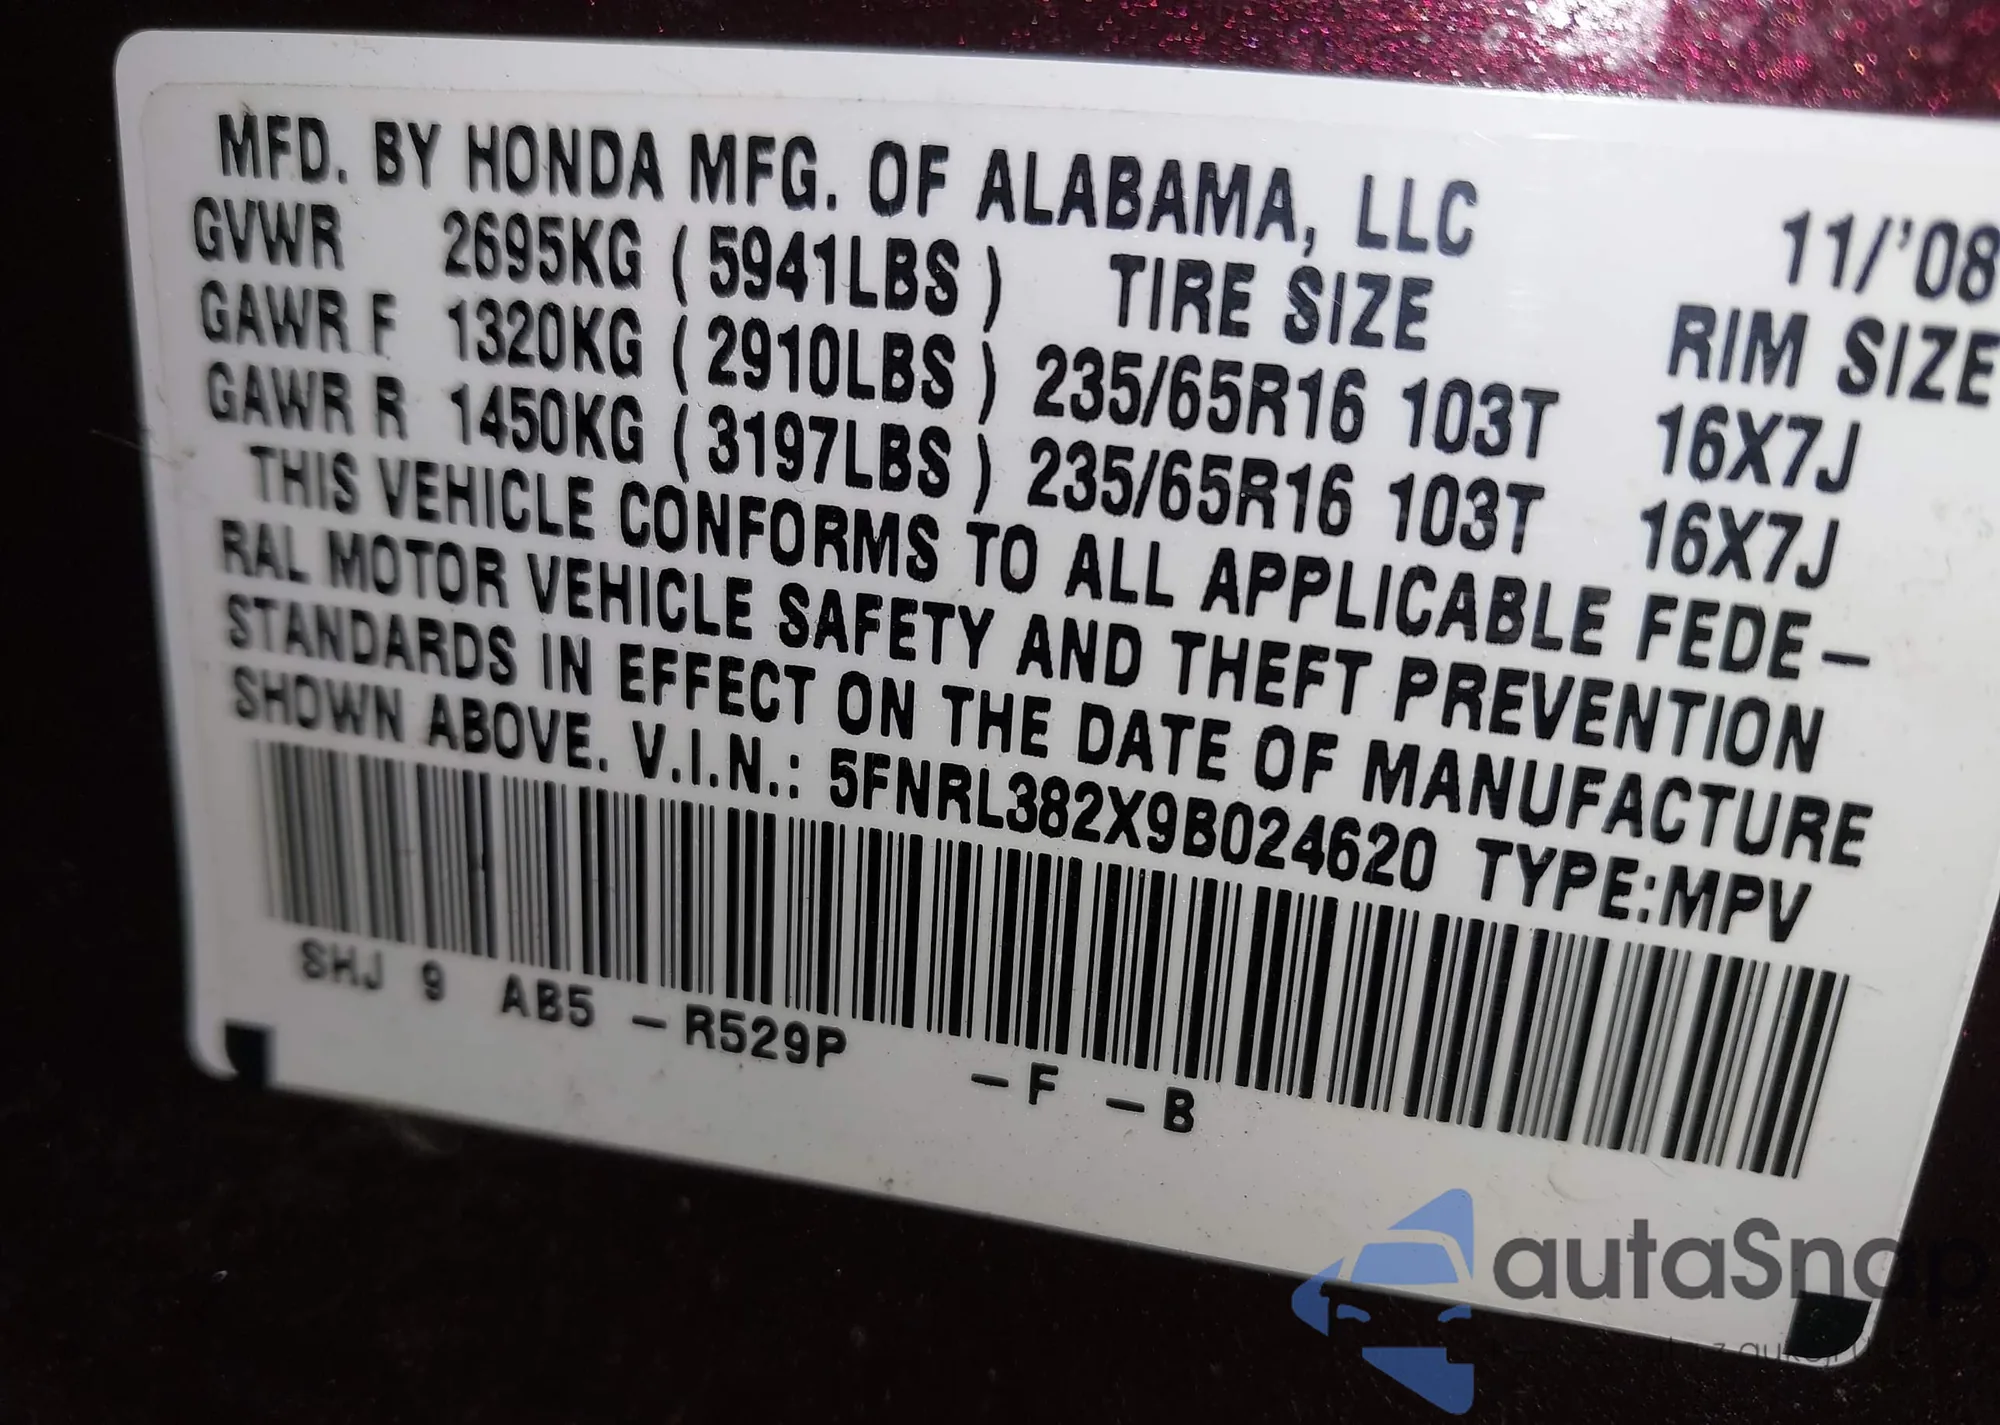 MFD. BY HONDA MFG. OF ALABAMA, LLC 11/'08
GVWR 2695KG ( 5941LBS ) TIRE SIZE RIM SIZE
GAWR F 1320KG ( 2910LBS ) 235/65R16 103T 16X7J
GAWR R 1450KG ( 3197LBS ) 235/65R16 103T 16X7J
THIS VEHICLE CONFORMS TO ALL APPLICABLE FEDE-
RAL MOTOR VEHICLE SAFETY AND THEFT PREVENTION
STANDARDS IN EFFECT ON THE DATE OF MANUFACTURE
SHOWN ABOVE. V.I.N.: 5FNRL382X9B024620 TYPE:MPV
SHJ 9 AB5 - R529P - F - B
autaSnap